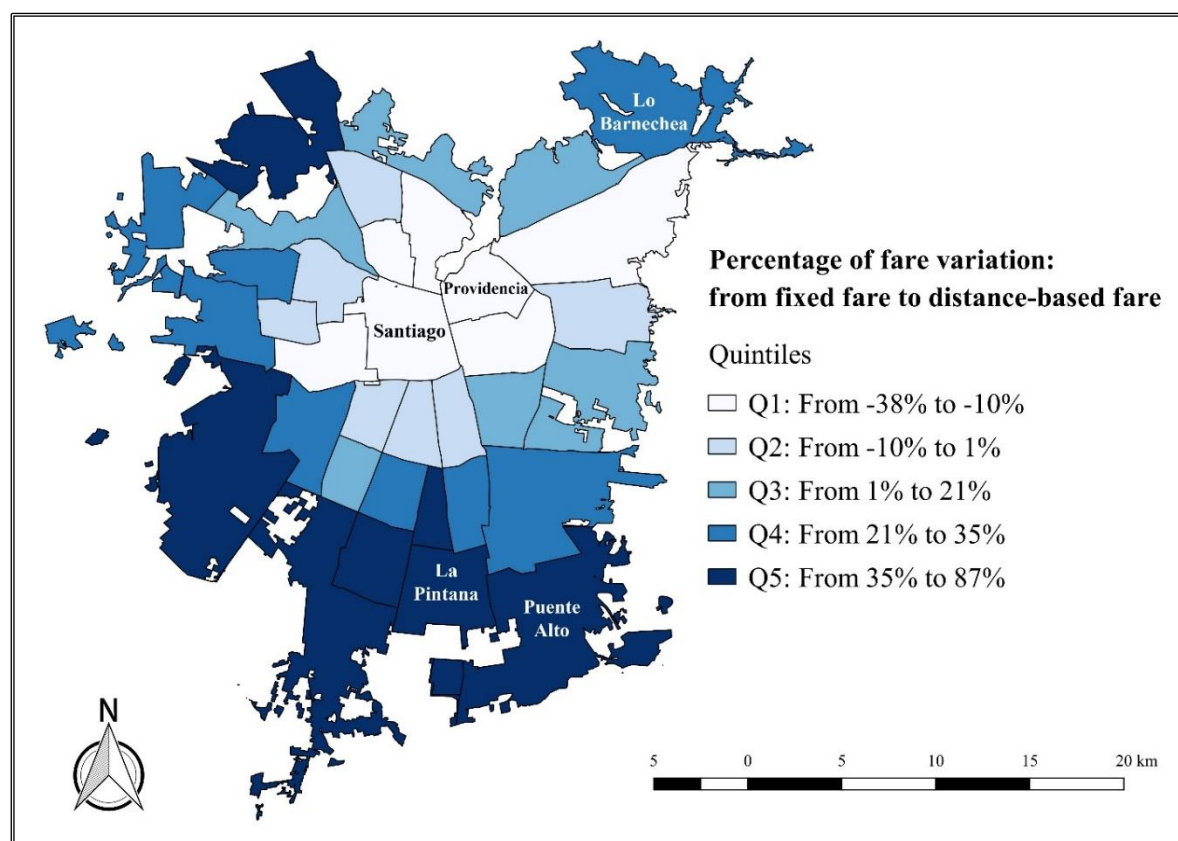 Lo
Barnechea
Providencia
Santiago
La
Pintana
Puente
Alto
Percentage of fare variation:
from fixed fare to distance-based fare
Quintiles
Q1: From -38% to -10%
Q2: From -10% to 1%
Q3: From 1% to 21%
Q4: From 21% to 35%
Q5: From 35% to 87%
N
5 0 5 10 15 20 km